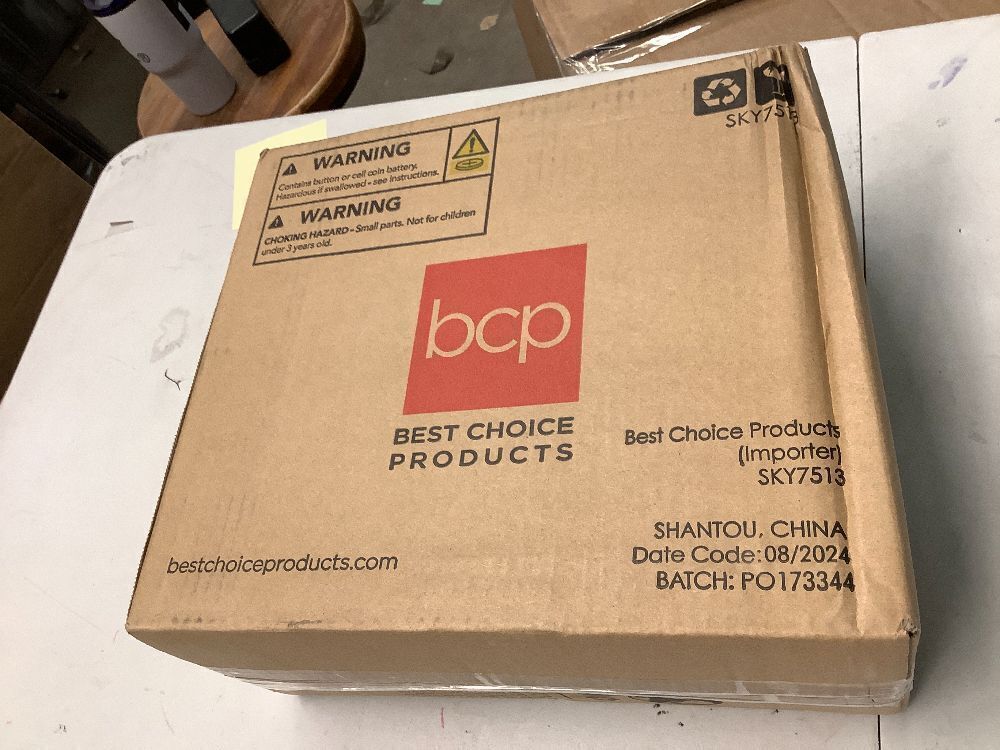 WARNING
Contains button or cell coin battery.
Hazardous if swallowed - see instructions.
WARNING
CHOKING HAZARD - Small parts. Not for children
under 3 years old.
SKY7513
bcp
BEST CHOICE
PRODUCTS
Best Choice Products
(Importer)
SKY7513
SHANTOU, CHINA
Date Code: 08/2024
BATCH: PO173344
bestchoiceproducts.com